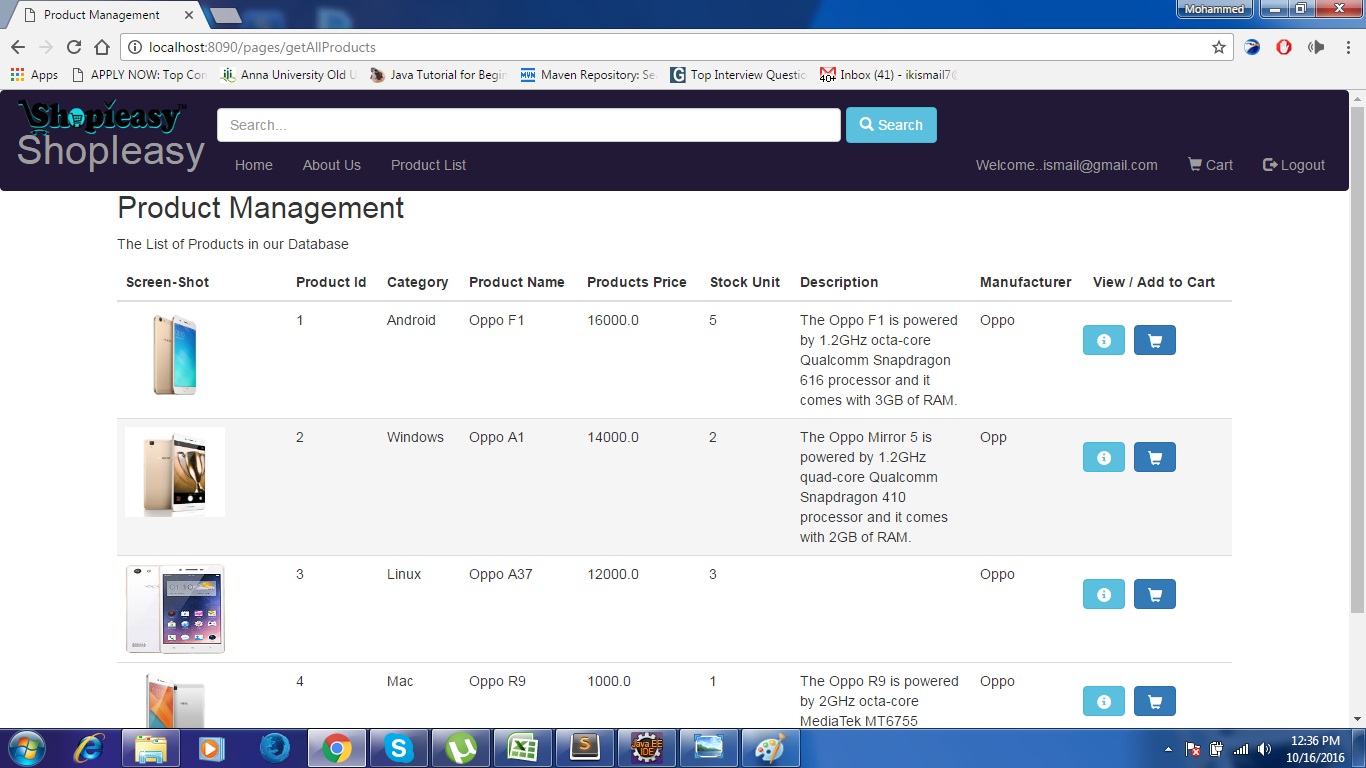 Product Management
Mohammed
localhost:8090/pages/getAllProducts
Apps
APPLY NOW: Top Con
Anna University Old U
Java Tutorial for Begin
MVN Maven Repository: Se
G Top Interview Questio
40+ Inbox (41) - ikismail7@
Shopieasy™
Shopleasy
Search...
Search
Home
About Us
Product List
Welcome..ismail@gmail.com
Cart
Logout
Product Management
The List of Products in our Database
Screen-Shot Product Id Category Product Name Products Price Stock Unit Description Manufacturer View / Add to Cart
1 Android Oppo F1 16000.0 5 The Oppo F1 is powered Oppo
by 1.2GHz octa-core
Qualcomm Snapdragon
616 processor and it
comes with 3GB of RAM.
2 Windows Oppo A1 14000.0 2 The Oppo Mirror 5 is Opp
powered by 1.2GHz
quad-core Qualcomm
Snapdragon 410
processor and it comes
with 2GB of RAM.
3 Linux Oppo A37 12000.0 3 Oppo
4 Mac Oppo R9 1000.0 1 The Oppo R9 is powered Oppo
by 2GHz octa-core
MediaTek MT6755
Java EE
IDE
12:36 PM
10/16/2016